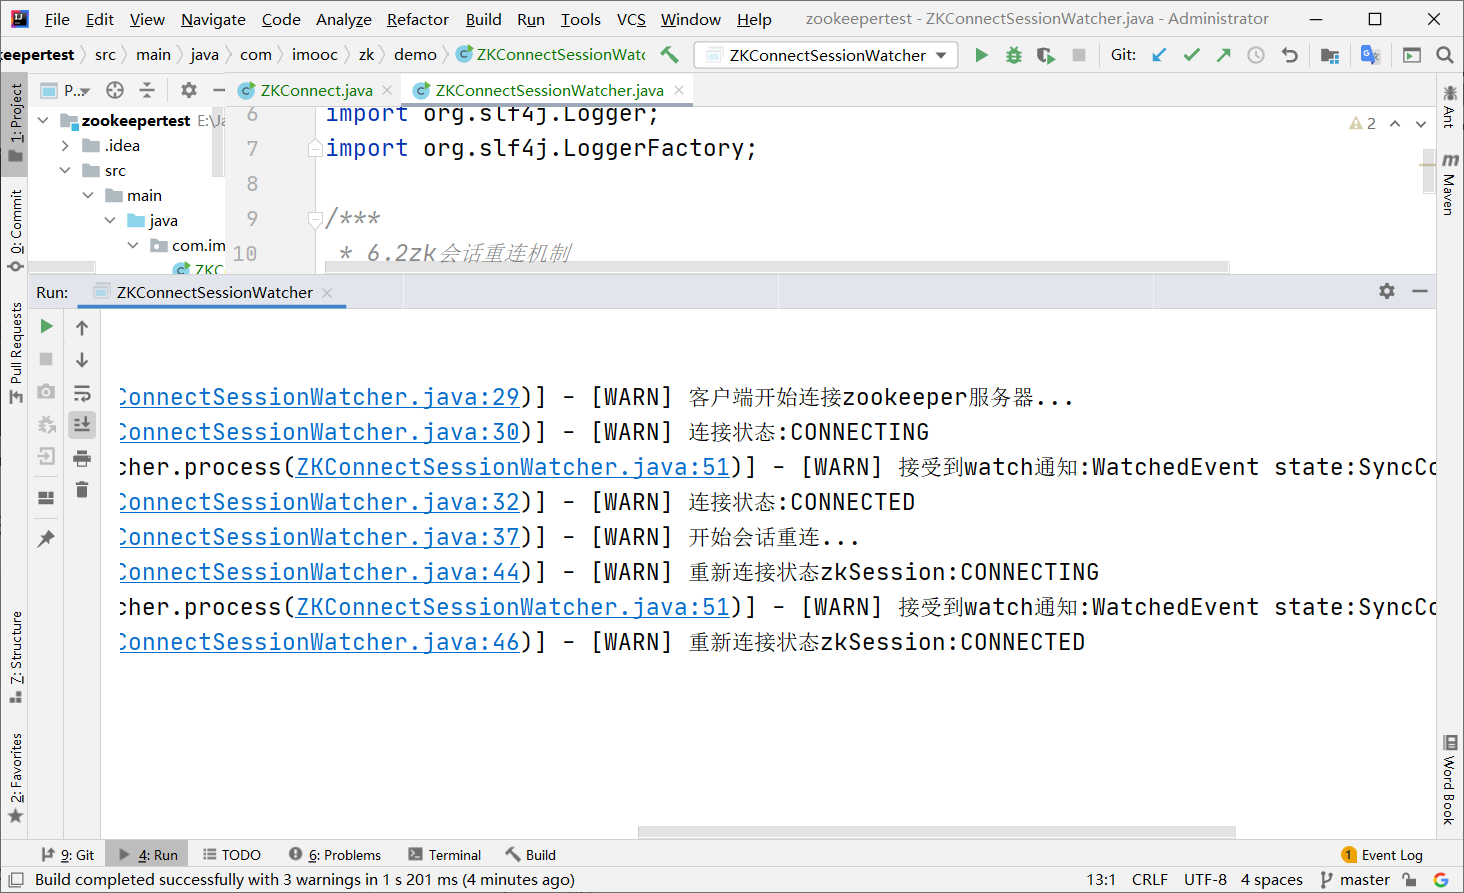 File Edit View Navigate Code Analyze Refactor Build Run Tools VCS Window Help zookeepertest - ZKConnectSessionWatcher.java - Administrator
keepertest src main java com imooc zk demo ZKConnectSessionWatc ZKConnectSessionWatcher Git:
P... ZKConnect.java ZKConnectSessionWatcher.java
1: Project
0: Commit
Pull Requests
7: Structure
2: Favorites
zookeepertest E:\Ja
.idea
src
main
java
com.im
ZKC
6 import org.slf4j.Logger;
7 import org.slf4j.LoggerFactory;
8
9 /***
10 * 6.2zk会话重连机制
2
Ant
Maven
Word Book
Run: ZKConnectSessionWatcher
ConnectSessionWatcher.java:29)] - [WARN] 客户端开始连接zookeeper服务器...
ConnectSessionWatcher.java:30)] - [WARN] 连接状态:CONNECTING
cher.process(ZKConnectSessionWatcher.java:51)] - [WARN] 接受到watch通知:WatchedEvent state:SyncCo
ConnectSessionWatcher.java:32)] - [WARN] 连接状态:CONNECTED
ConnectSessionWatcher.java:37)] - [WARN] 开始会话重连...
ConnectSessionWatcher.java:44)] - [WARN] 重新连接状态zkSession:CONNECTING
cher.process(ZKConnectSessionWatcher.java:51)] - [WARN] 接受到watch通知:WatchedEvent state:SyncCo
ConnectSessionWatcher.java:46)] - [WARN] 重新连接状态zkSession:CONNECTED
9: Git 4: Run TODO 6: Problems Terminal Build 1 Event Log
Build completed successfully with 3 warnings in 1 s 201 ms (4 minutes ago) 13:1 CRLF UTF-8 4 spaces master